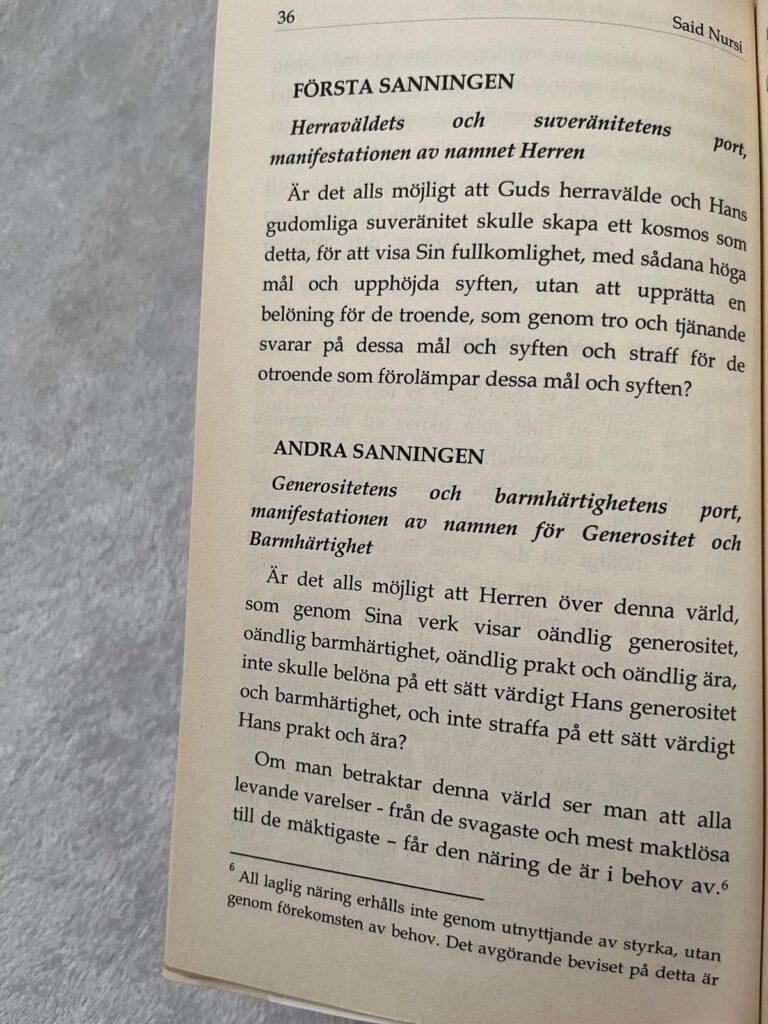 36
Said Nursi
FÖRSTA SANNINGEN
Herraväldets och suveränitetens port,
manifestationen av namnet Herren
Är det alls möjligt att Guds herravälde och Hans
gudomliga suveränitet skulle skapa ett kosmos som
detta, för att visa Sin fullkomlighet, med sådana höga
mål och upphöjda syften, utan att upprätta en
belöning för de troende, som genom tro och tjänande
svarar på dessa mål och syften och straff för de
otroende som förolämpar dessa mål och syften?
ANDRA SANNINGEN
Generositetens och barmhärtighetens port,
manifestationen av namnen för Generositet och
Barmhärtighet
Är det alls möjligt att Herren över denna värld,
som genom Sina verk visar oändlig generositet,
oändlig barmhärtighet, oändlig prakt och oändlig ära,
inte skulle belöna på ett sätt värdigt Hans generositet
och barmhärtighet, och inte straffa på ett sätt värdigt
Hans prakt och ära?
Om man betraktar denna värld ser man att alla
levande varelser - från de svagaste och mest maktlösa
till de mäktigaste – får den näring de är i behov av.⁶
⁶ All laglig näring erhålls inte genom utnyttjande av styrka, utan
genom förekomsten av behov. Det avgörande beviset på detta är